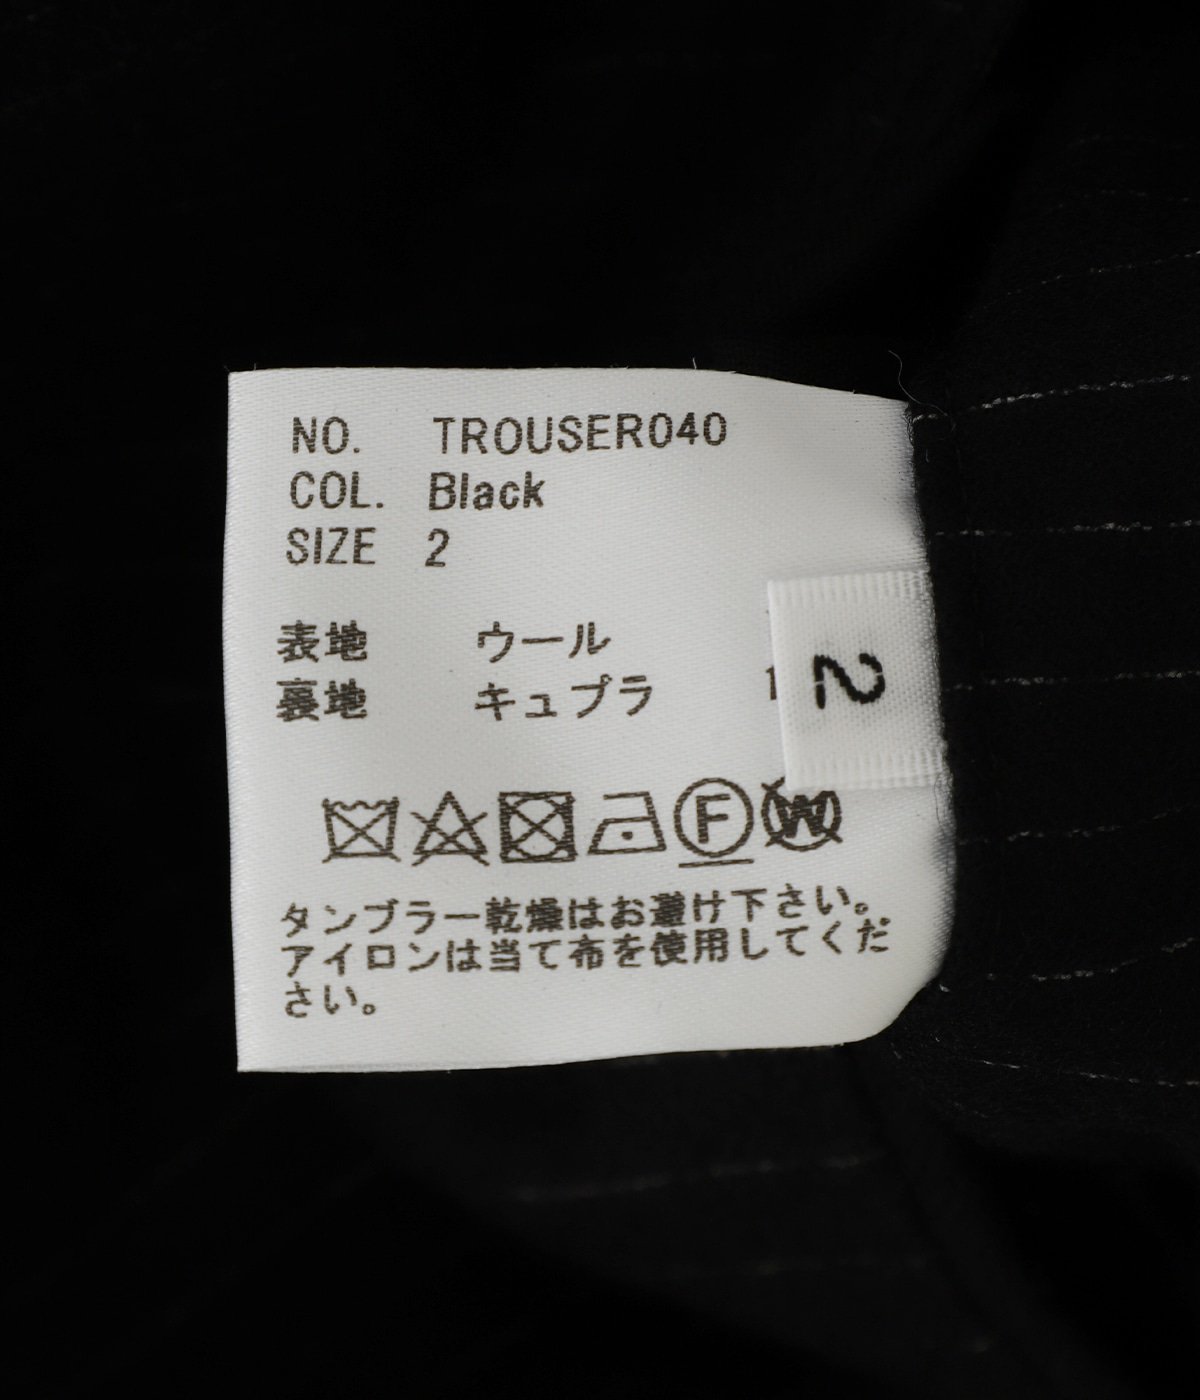 NO. TROUSER040
COL. Black
SIZE 2
表地 ウール
裏地 キュプラ
2
F W
タンブラー乾燥はお避け下さい。
アイロンは当て布を使用してくだ
さい。